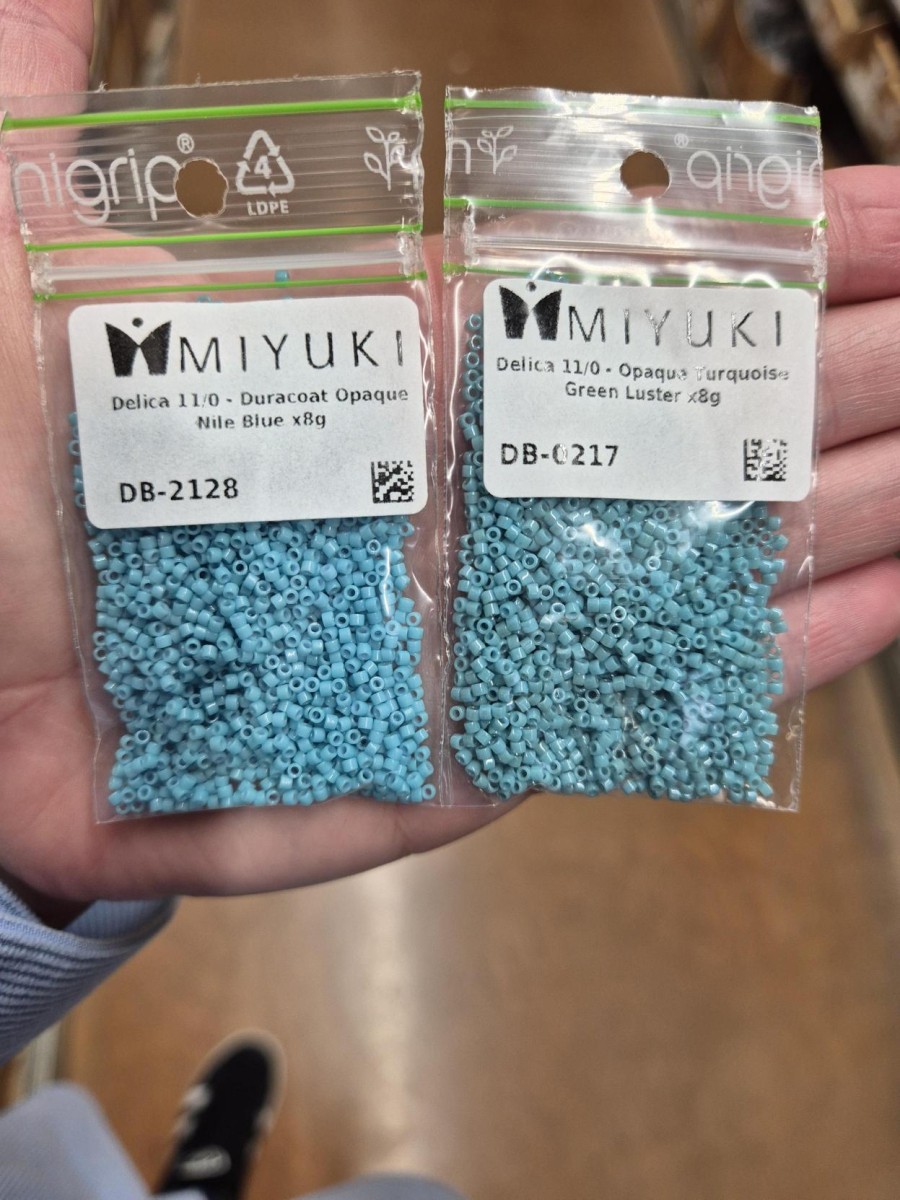 nigrip®
4
LDPE
MIYUKI
Delica 11/0 - Duracoat Opaque
Nile Blue x8g
DB-2128
MIYUKI
Delica 11/0 - Opaque Turquoise
Green Luster x8g
DB-0217